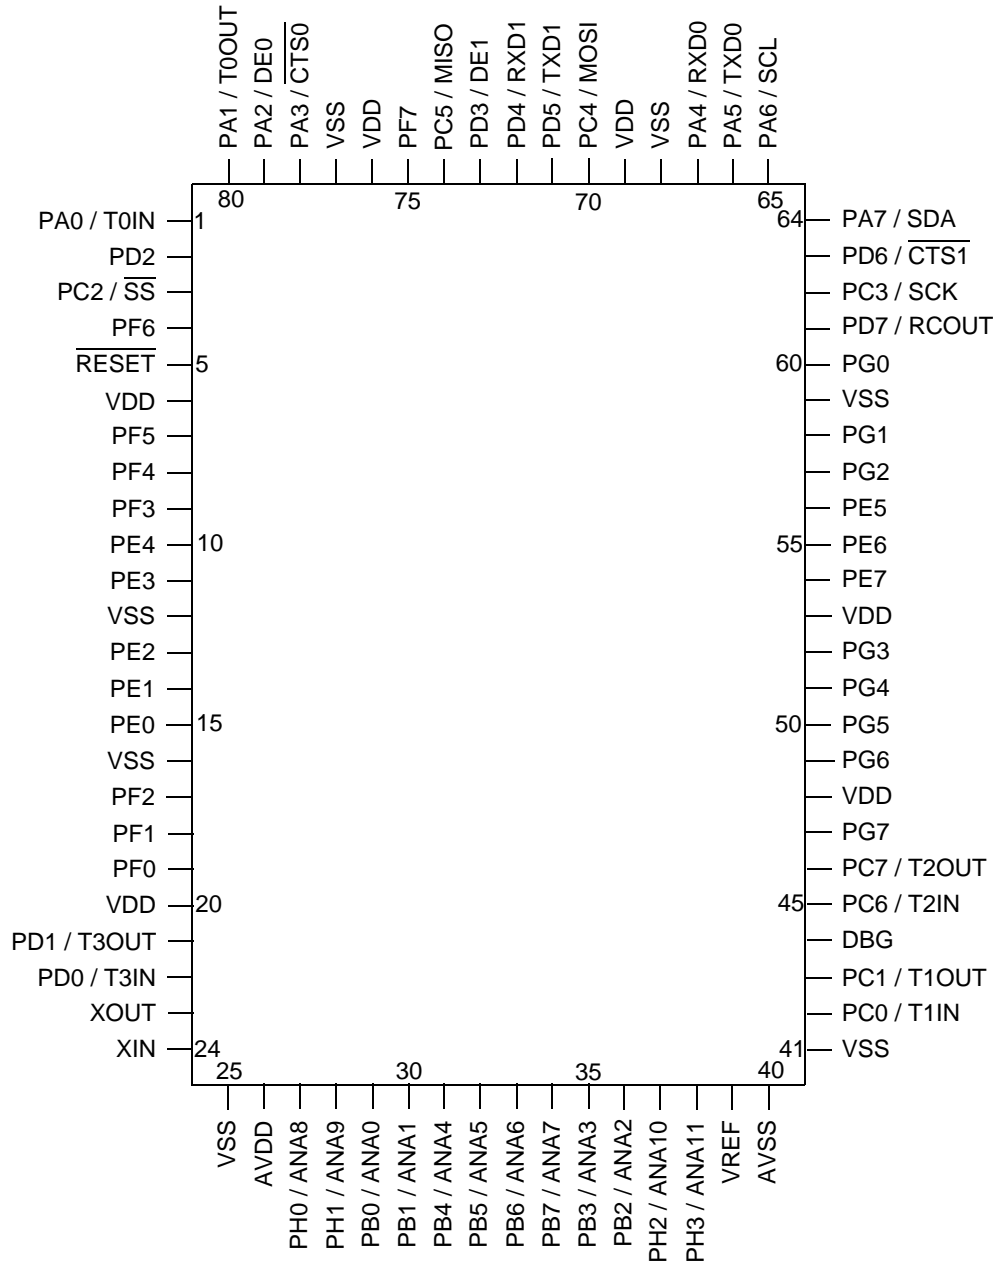 PA1 / T0OUT
PA2 / DE0
PA3 / CTS0
VSS
VDD
PF7
PC5 / MISO
PD3 / DE1
PD4 / RXD1
PD5 / TXD1
PC4 / MOSI
VDD
VSS
PA4 / RXD0
PA5 / TXD0
PA6 / SCL
80
75
70
65
PA0 / T0IN
1
PD2
PC2 / SS
PF6
RESET
5
VDD
PF5
PF4
PF3
PE4
10
PE3
VSS
PE2
PE1
PE0
15
VSS
PF2
PF1
PF0
VDD
20
PD1 / T3OUT
PD0 / T3IN
XOUT
XIN
24
64
PA7 / SDA
PD6 / CTS1
PC3 / SCK
PD7 / RCOUT
60
PG0
VSS
PG1
PG2
PE5
55
PE6
PE7
VDD
PG3
PG4
50
PG5
PG6
VDD
PG7
PC7 / T2OUT
45
PC6 / T2IN
DBG
PC1 / T1OUT
PC0 / T1IN
41
VSS
25
30
35
40
VSS
AVDD
PH0 / ANA8
PH1 / ANA9
PB0 / ANA0
PB1 / ANA1
PB4 / ANA4
PB5 / ANA5
PB6 / ANA6
PB7 / ANA7
PB3 / ANA3
PB2 / ANA2
PH2 / ANA10
PH3 / ANA11
VREF
AVSS